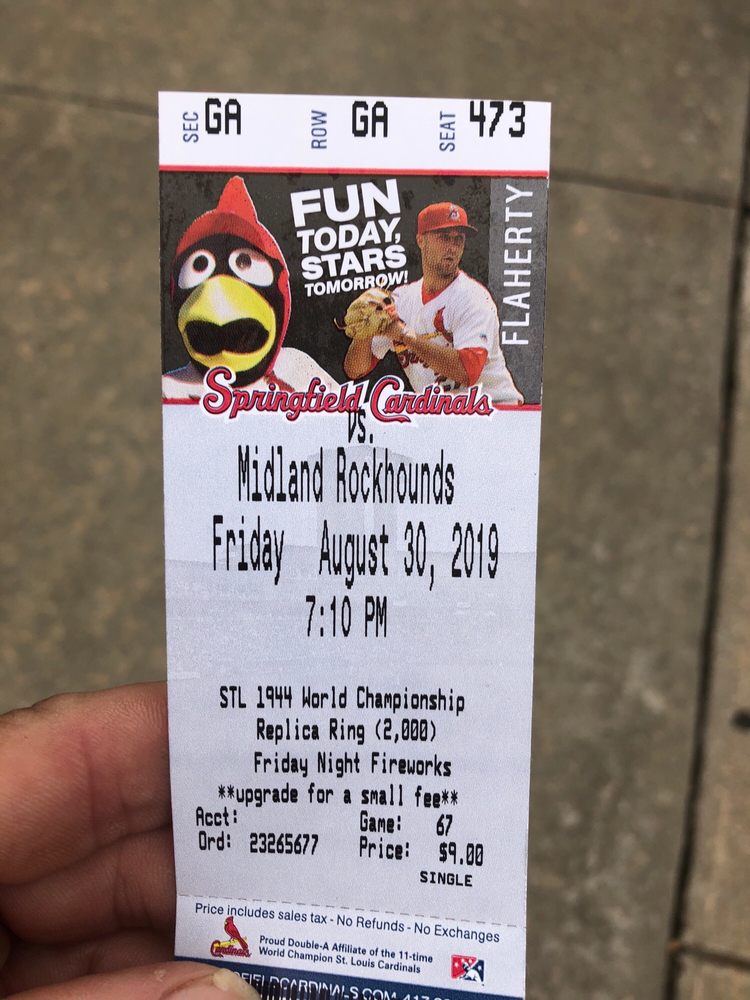 SEC GA ROW GA SEAT 473
FUN
TODAY,
STARS
TOMORROW!
FLAHERTY
Springfield Cardinals
vs.
Midland Rockhounds
Friday August 30, 2019
7:10 PM
STL 1944 World Championship
Replica Ring (2,000)
Friday Night Fireworks
**upgrade for a small fee**
Acct: Game: 67
Ord: 23265677 Price: $9.00
SINGLE
Price includes sales tax - No Refunds - No Exchanges
Cardinals
Proud Double-A Affiliate of the 11-time
World Champion St. Louis Cardinals